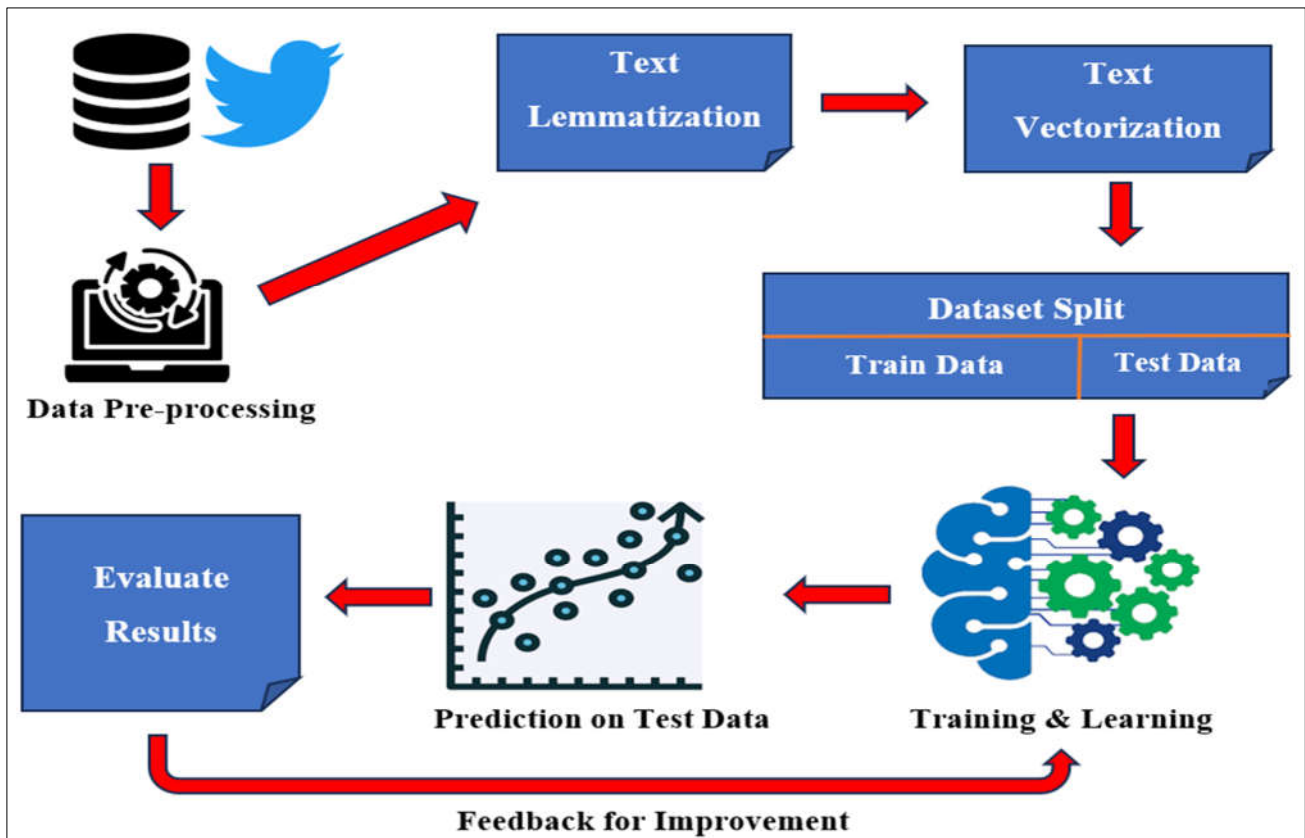 Text
Lemmatization
Text
Vectorization
Data Pre-processing
Dataset Split
Train Data
Test Data
Training & Learning
Prediction on Test Data
Evaluate
Results
Feedback for Improvement